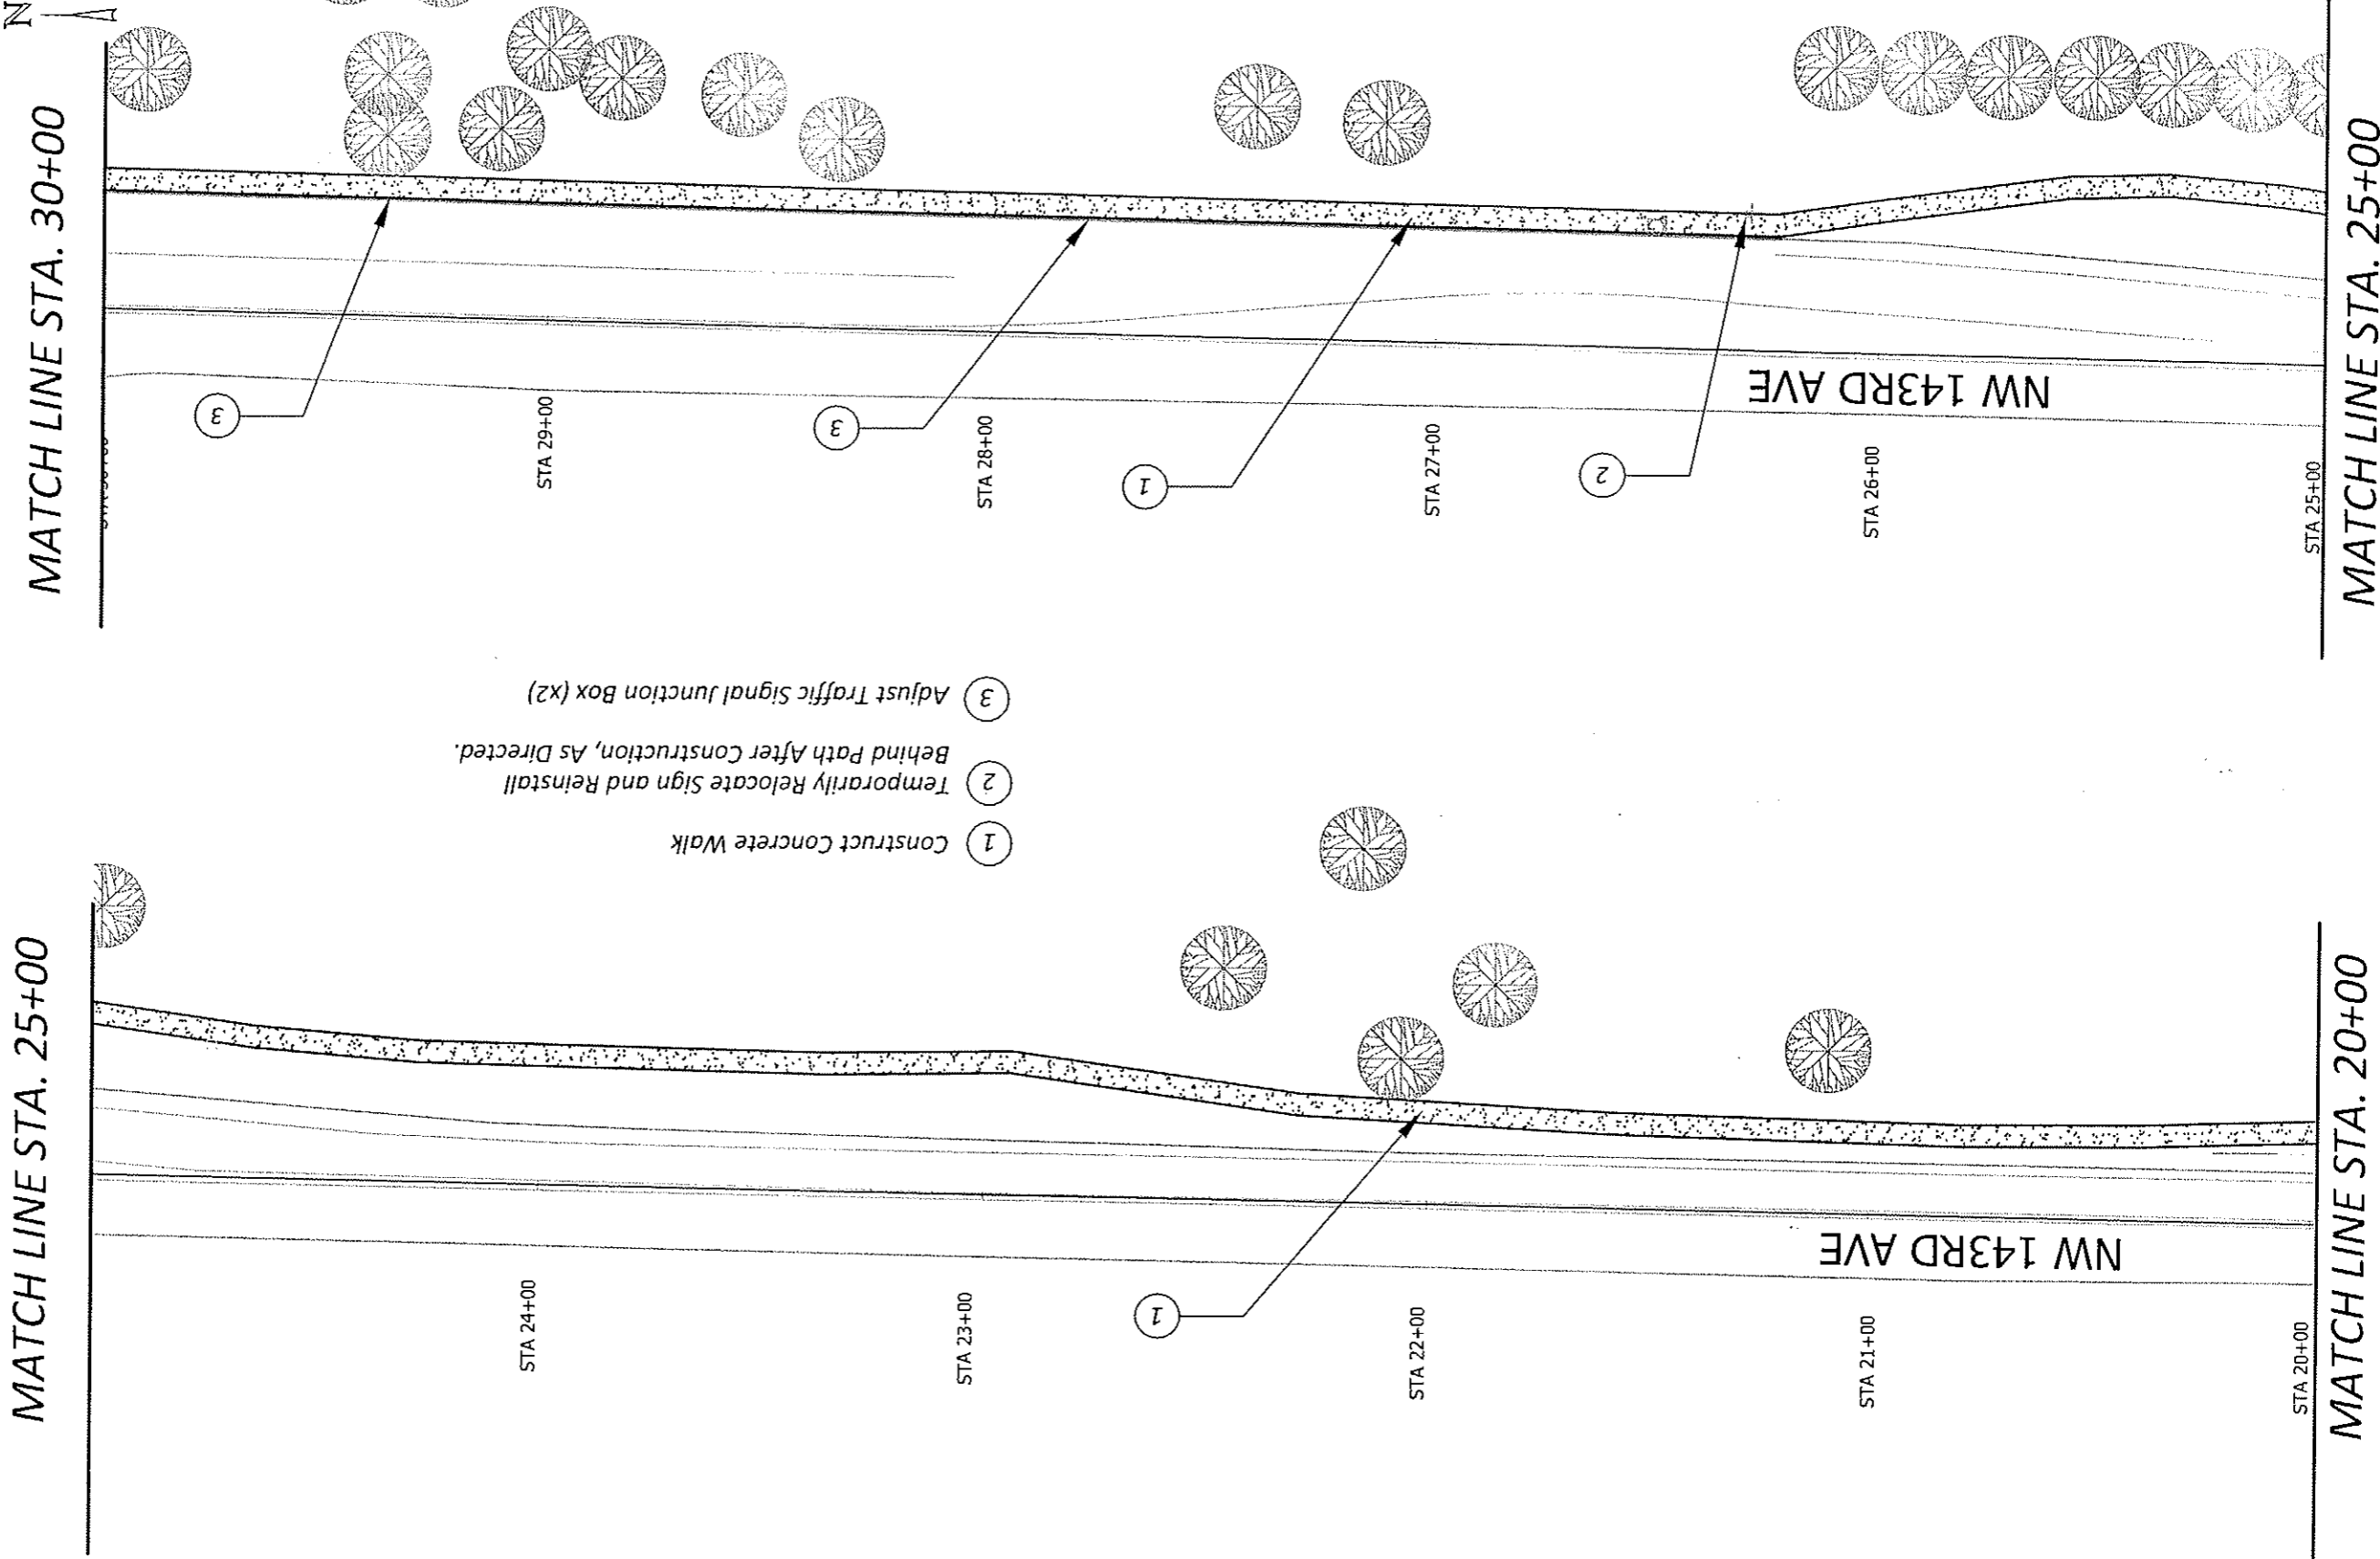 N
MATCH LINE STA. 30+00
3
STA 29+00
3
STA 28+00
1
STA 27+00
2
NW 143RD AVE
STA 26+00
STA 25+00
MATCH LINE STA. 25+00
1 Construct Concrete Walk
2 Temporarily Relocate Sign and Reinstall
Behind Path After Construction, As Directed.
3 Adjust Traffic Signal Junction Box (x2)
MATCH LINE STA. 25+00
STA 24+00
STA 23+00
1
STA 22+00
NW 143RD AVE
STA 21+00
STA 20+00
MATCH LINE STA. 20+00